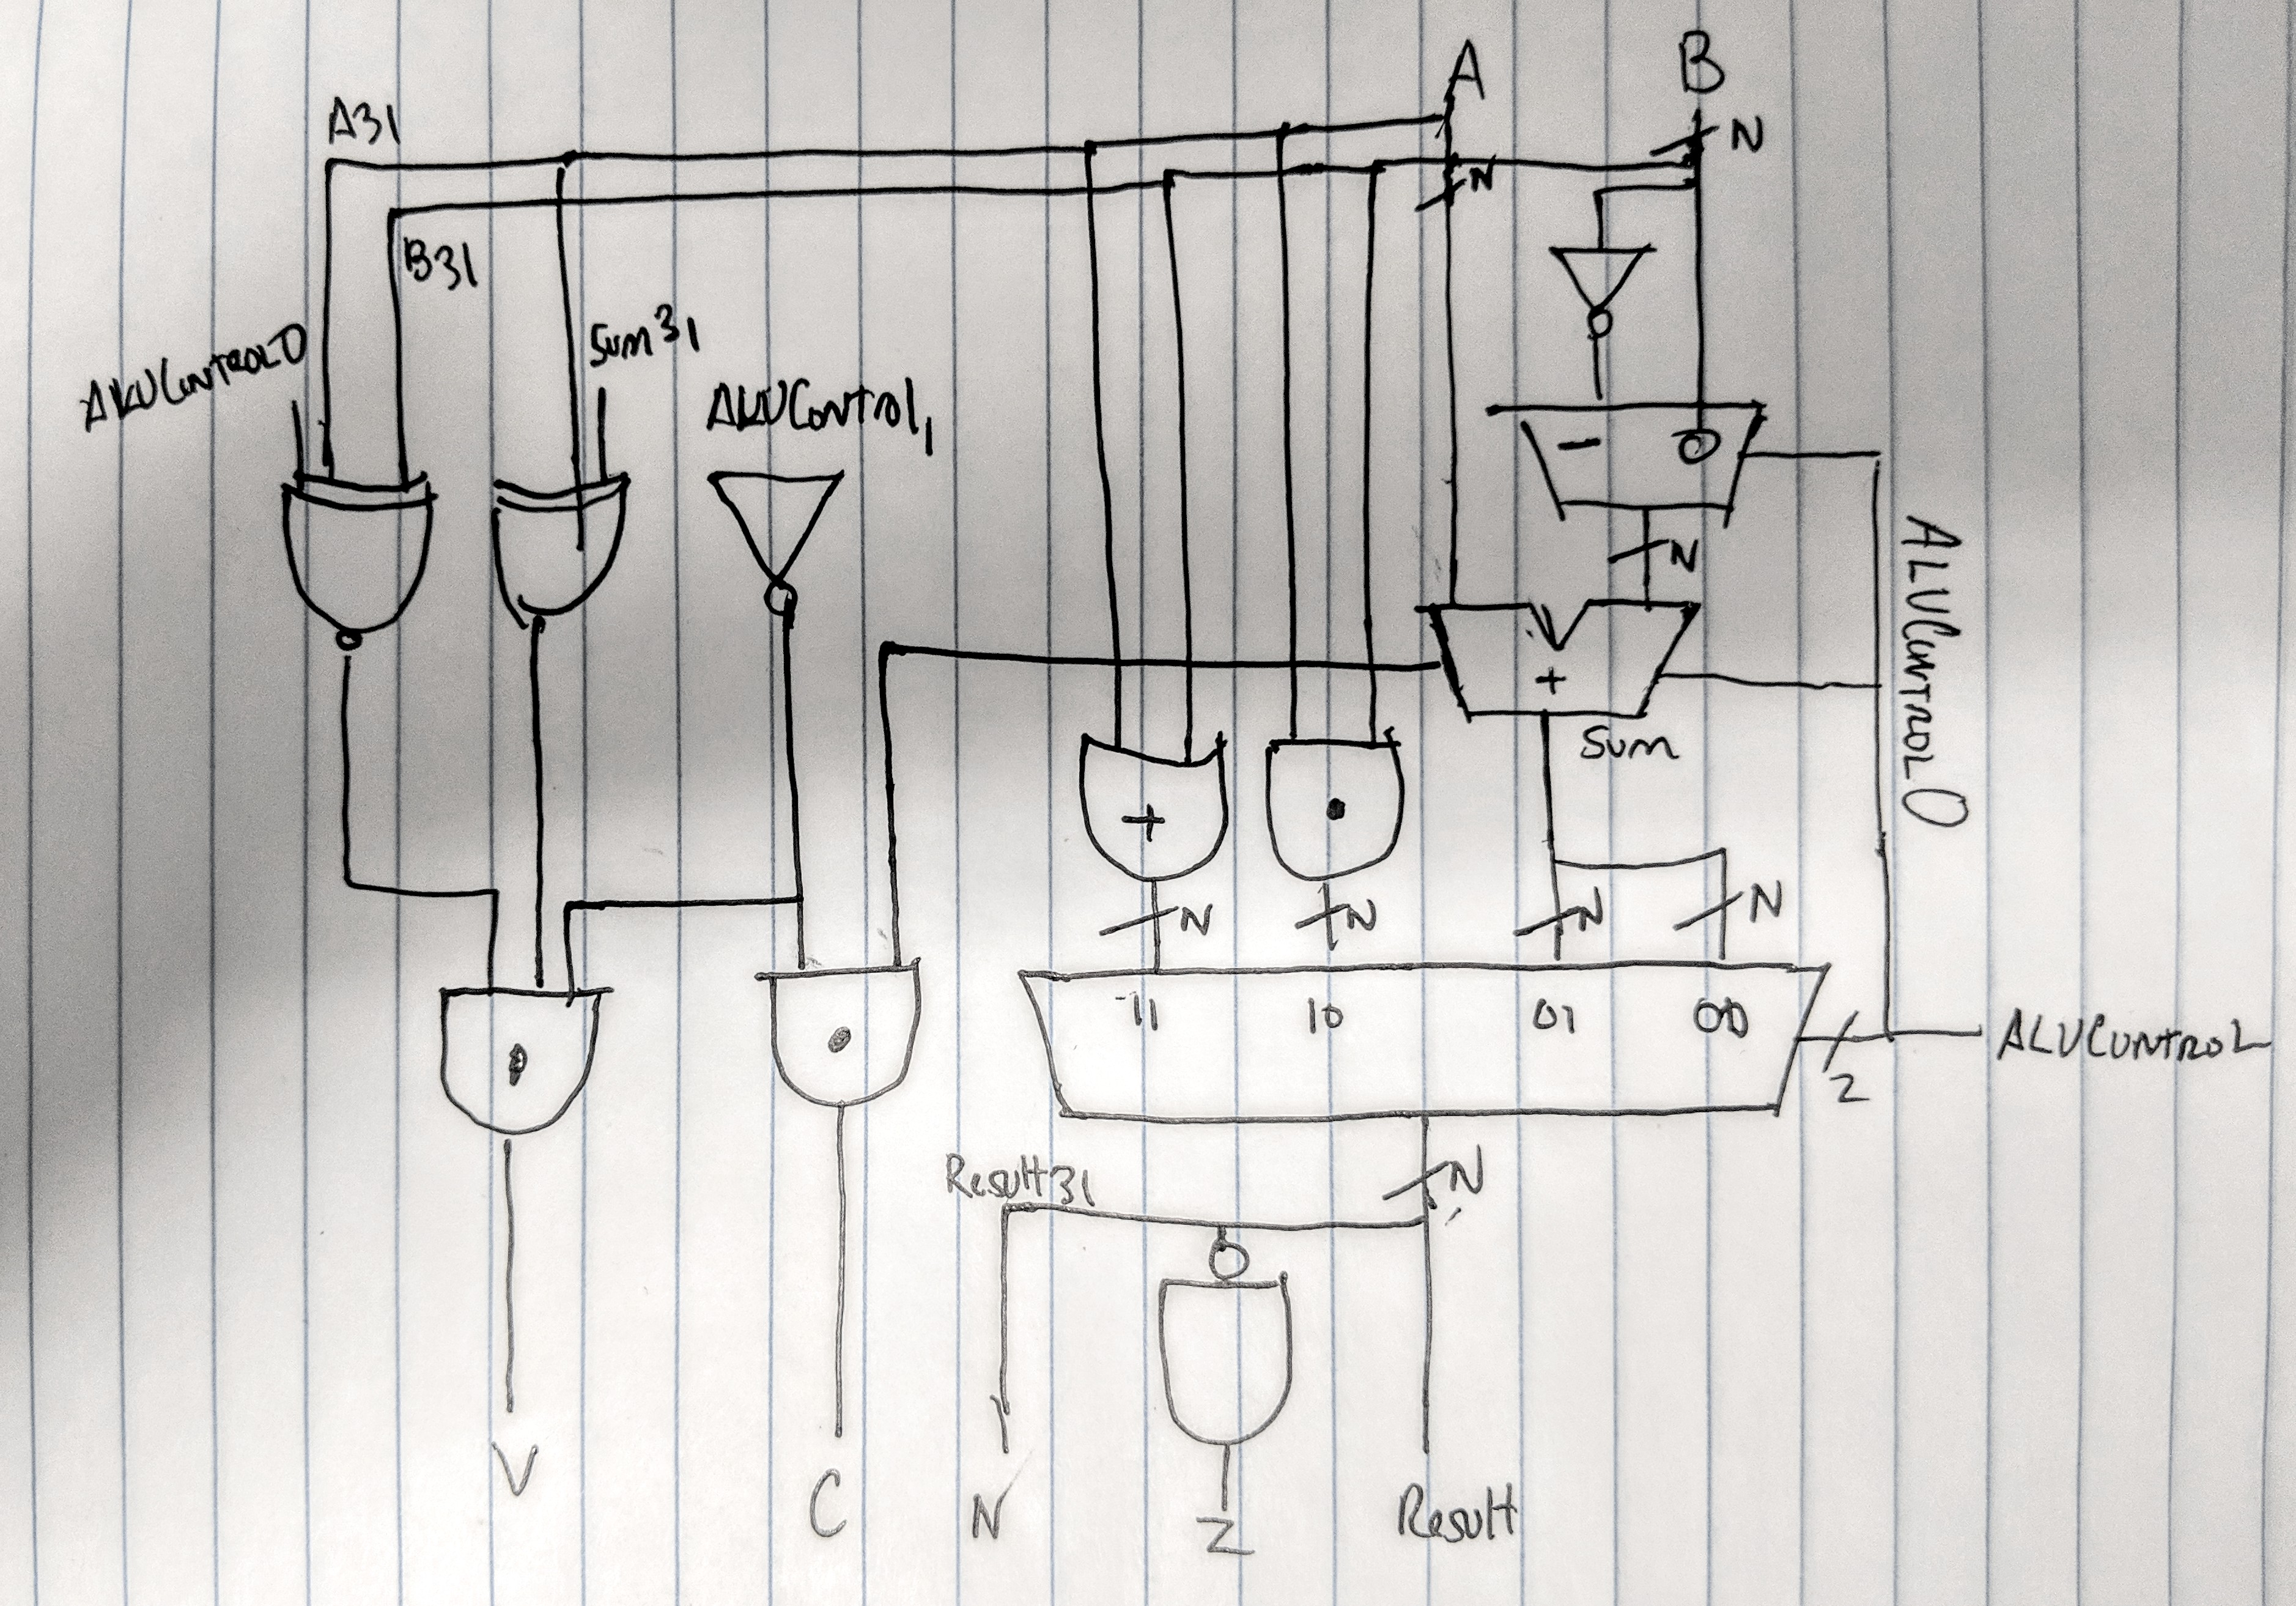 A
B
N
A31
N
B31
Sum31
ALUControl0
ALUControl1
- 0
N
ALUControl0
+
Sum
+
N N N N
11 10 01 00
ALUControl
2
Result31
N
V
C
N
Z
Result